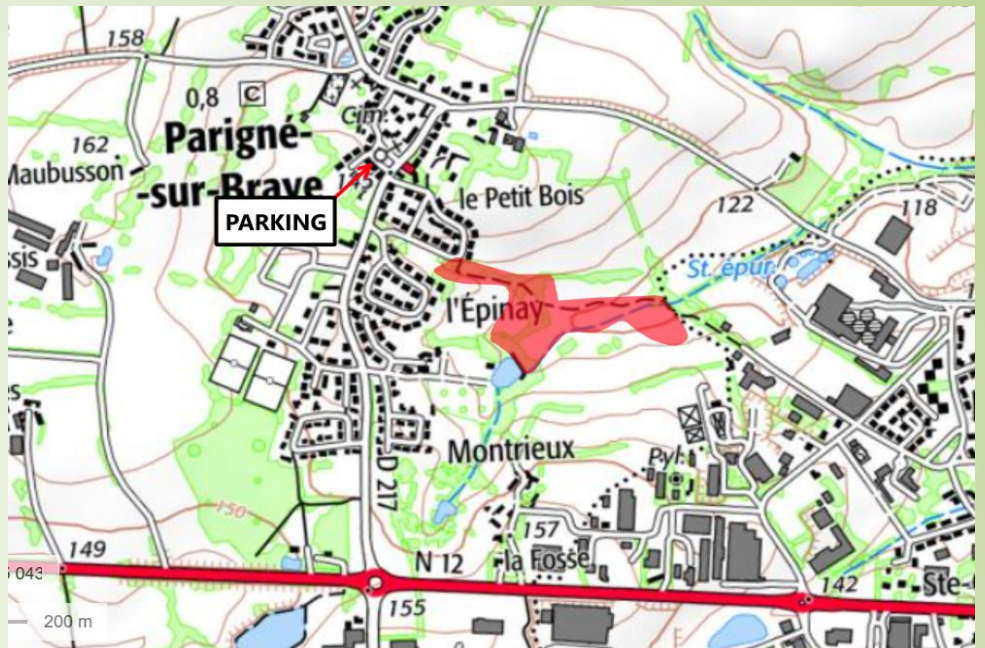 158
0,8 C
Cim.
Parigné-
-sur-Braye
162
Maubusson
PARKING
le Petit Bois
122
118
St. épur.
l'Épinay
Montrieux
Pyl.
D 217
150
157
la Fosse
149
N 12
142
Ste-
155
200 m